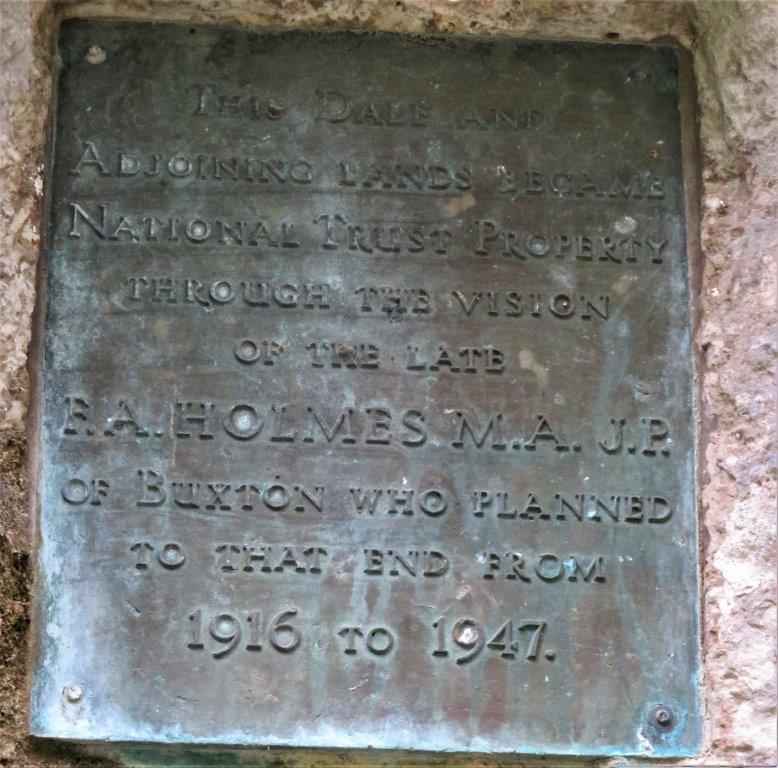 THIS DALE AND
ADJOINING LANDS BECAME
NATIONAL TRUST PROPERTY
THROUGH THE VISION
OF THE LATE
F.A. HOLMES M.A. J.P.
OF BUXTON WHO PLANNED
TO THAT END FROM
1916 TO 1947.